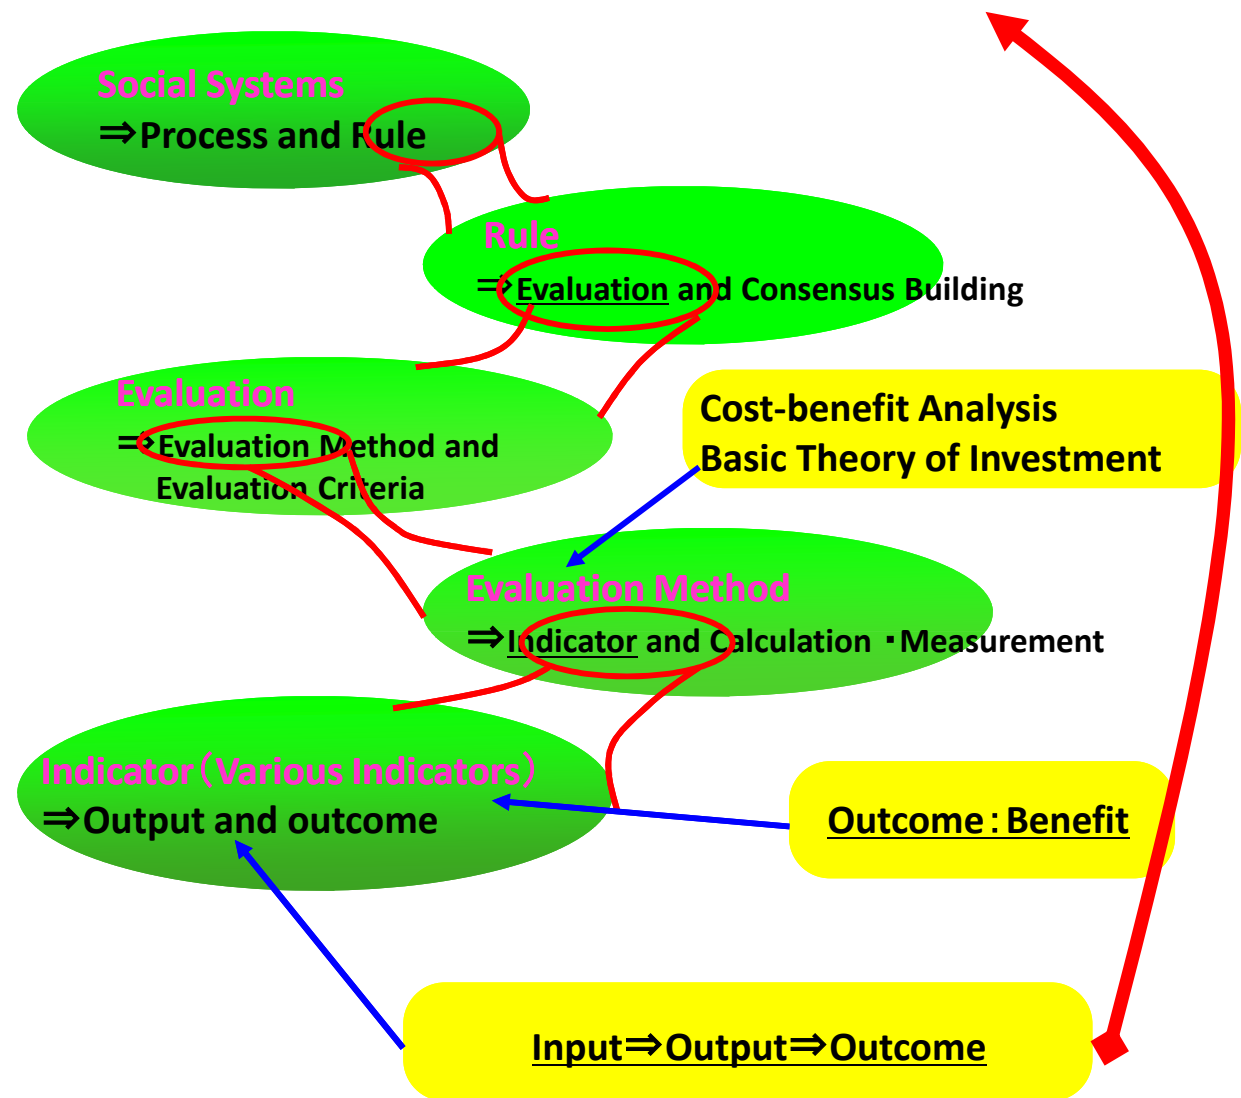 Social Systems
⇒Process and Rule
Rule
⇒Evaluation and Consensus Building
Evaluation
⇒Evaluation Method and
Evaluation Criteria
Cost-benefit Analysis
Basic Theory of Investment
Evaluation Method
⇒Indicator and Calculation ・Measurement
Indicator(Various Indicators)
⇒Output and outcome
Outcome:Benefit
Input⇒Output⇒Outcome